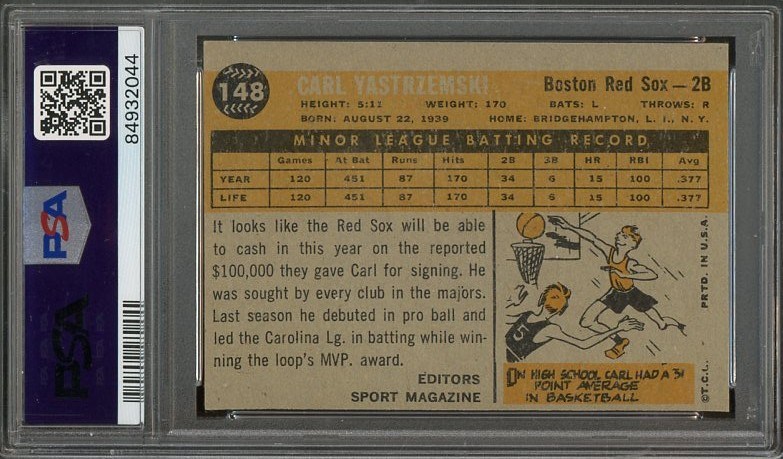 PSA
PSA
84932044
148
CARL YASTRZEMSKI
Boston Red Sox — 2B
HEIGHT: 5:11 WEIGHT: 170 BATS: L THROWS: R
BORN: AUGUST 22, 1939 HOME: BRIDGEHAMPTON, L. I., N. Y.
MINOR LEAGUE BATTING RECORD
Games At Bat Runs Hits 2B 3B HR RBI Avg
YEAR 120 451 87 170 34 6 15 100 .377
LIFE 120 451 87 170 34 6 15 100 .377
It looks like the Red Sox will be able
to cash in this year on the reported
$100,000 they gave Carl for signing. He
was sought by every club in the majors.
Last season he debuted in pro ball and
led the Carolina Lg. in batting while win-
ning the loop's MVP. award.
EDITORS
SPORT MAGAZINE
5
IN HIGH SCHOOL CARL HAD A 31
POINT AVERAGE
IN BASKETBALL
©T.C.L. PRTD. IN U.S.A.